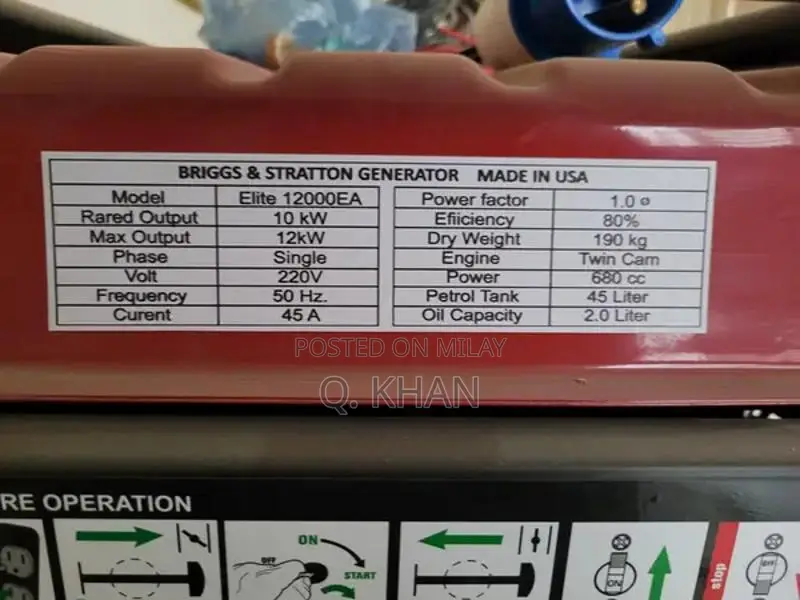 BRIGGS & STRATTON GENERATOR MADE IN USA
Model Elite 12000EA
Rared Output 10 kW
Max Output 12kW
Phase Single
Volt 220V
Frequency 50 Hz.
Curent 45 A
Power factor 1.0 ø
Efiiciency 80%
Dry Weight 190 kg
Engine Twin Cam
Power 680 cc
Petrol Tank 45 Liter
Oil Capacity 2.0 Liter
POSTED ON MILAY
Q. KHAN
RE OPERATION
OFF ON START
ON
stop OFF